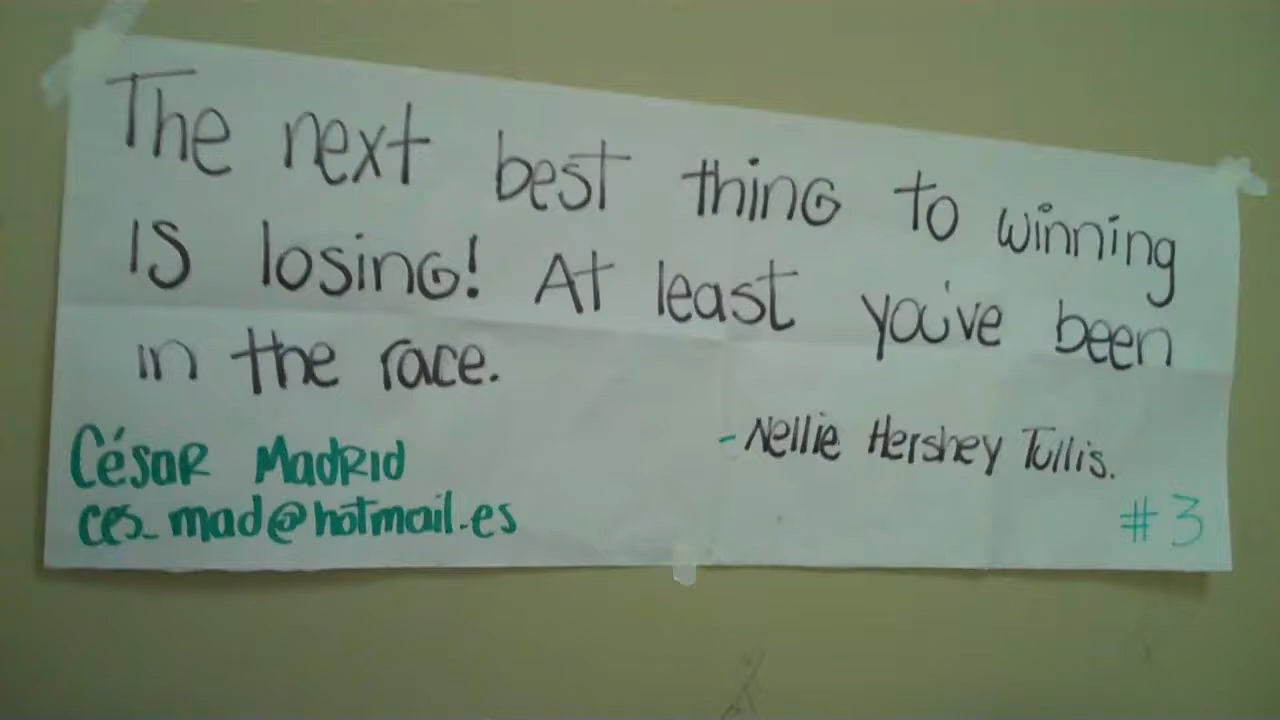 The next best thing to winning
is losing! At least you've been
in the race.
- Nellie Hershey Tullis.
César Madrid
ces_mad@hotmail.es
#3